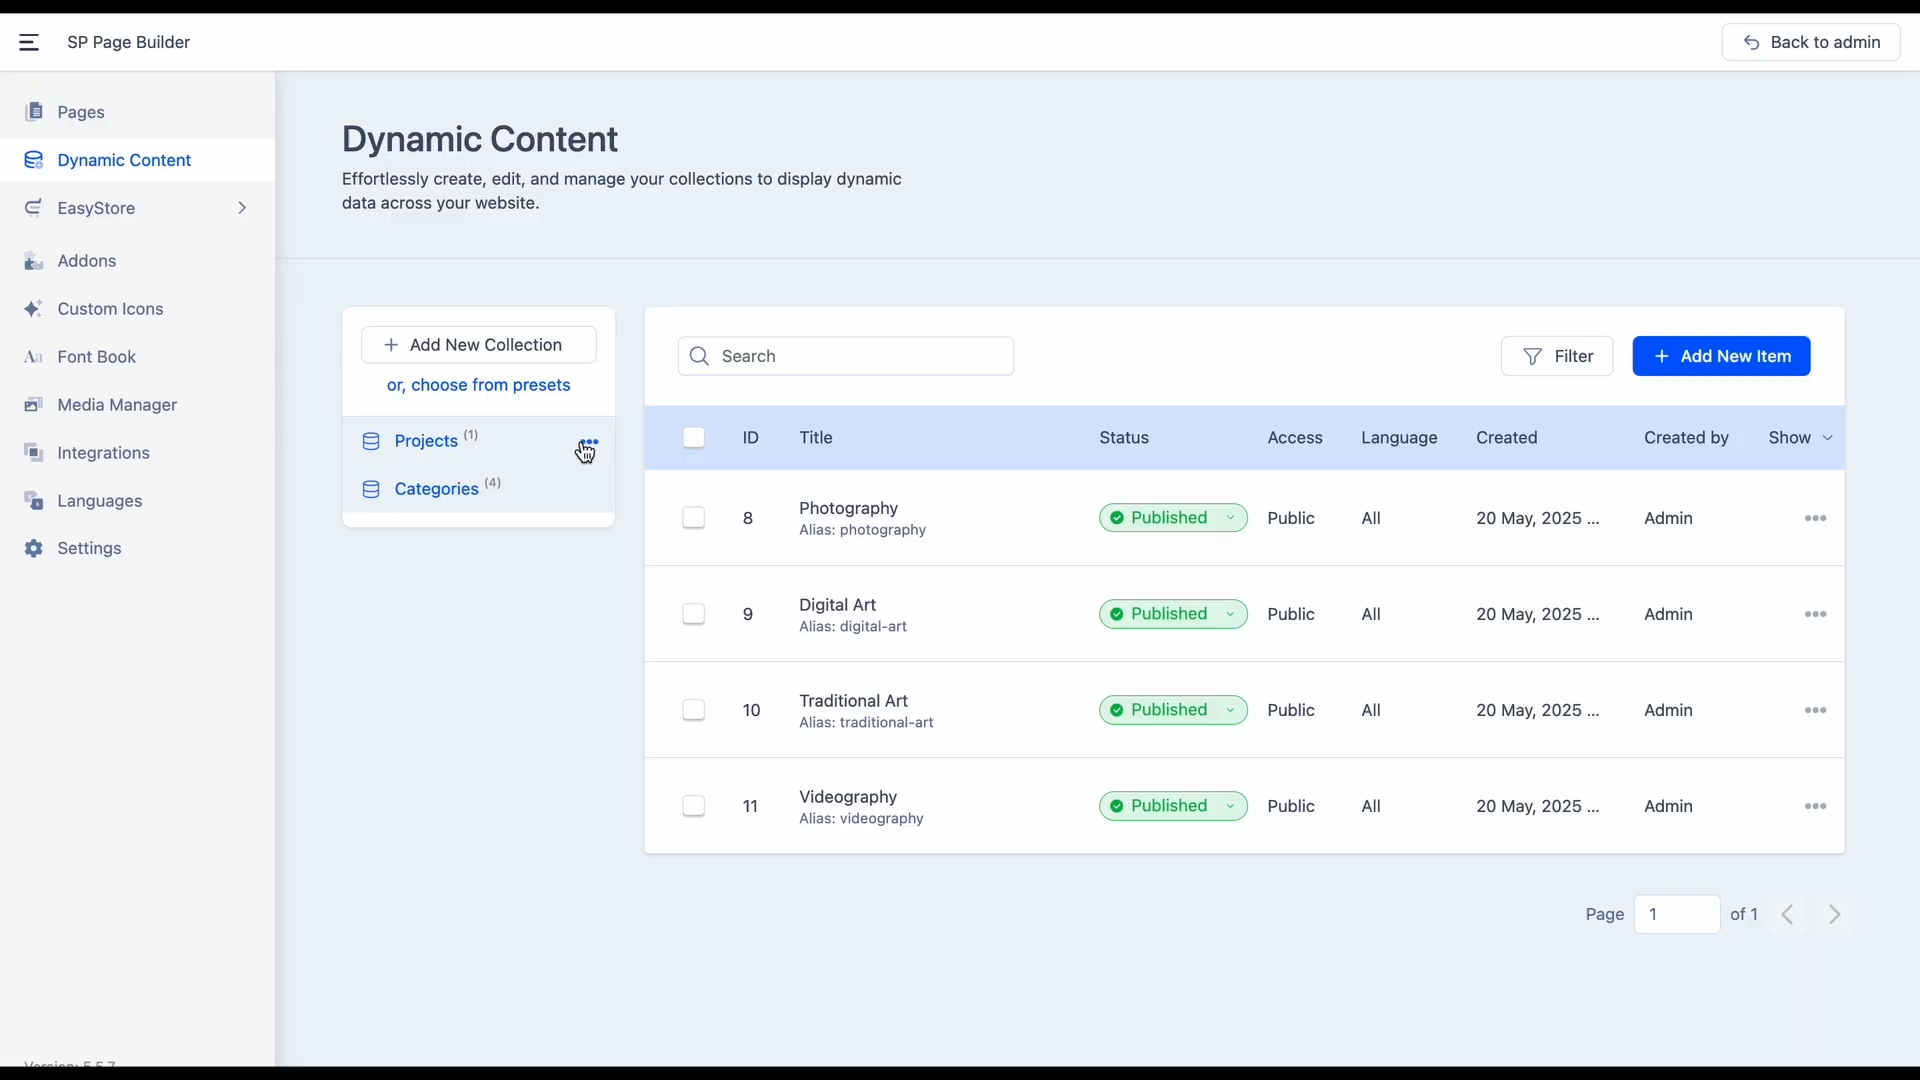 SP Page Builder
Back to admin
Pages
Dynamic Content
EasyStore
Addons
Custom Icons
Font Book
Media Manager
Integrations
Languages
Settings
Dynamic Content
Effortlessly create, edit, and manage your collections to display dynamic
data across your website.
+ Add New Collection
or, choose from presets
Projects (1)
Categories (4)
Search
Filter
+ Add New Item
ID Title Status Access Language Created Created by Show
8 Photography Published Public All 20 May, 2025 ... Admin
Alias: photography
9 Digital Art Published Public All 20 May, 2025 ... Admin
Alias: digital-art
10 Traditional Art Published Public All 20 May, 2025 ... Admin
Alias: traditional-art
11 Videography Published Public All 20 May, 2025 ... Admin
Alias: videography
Page 1 of 1